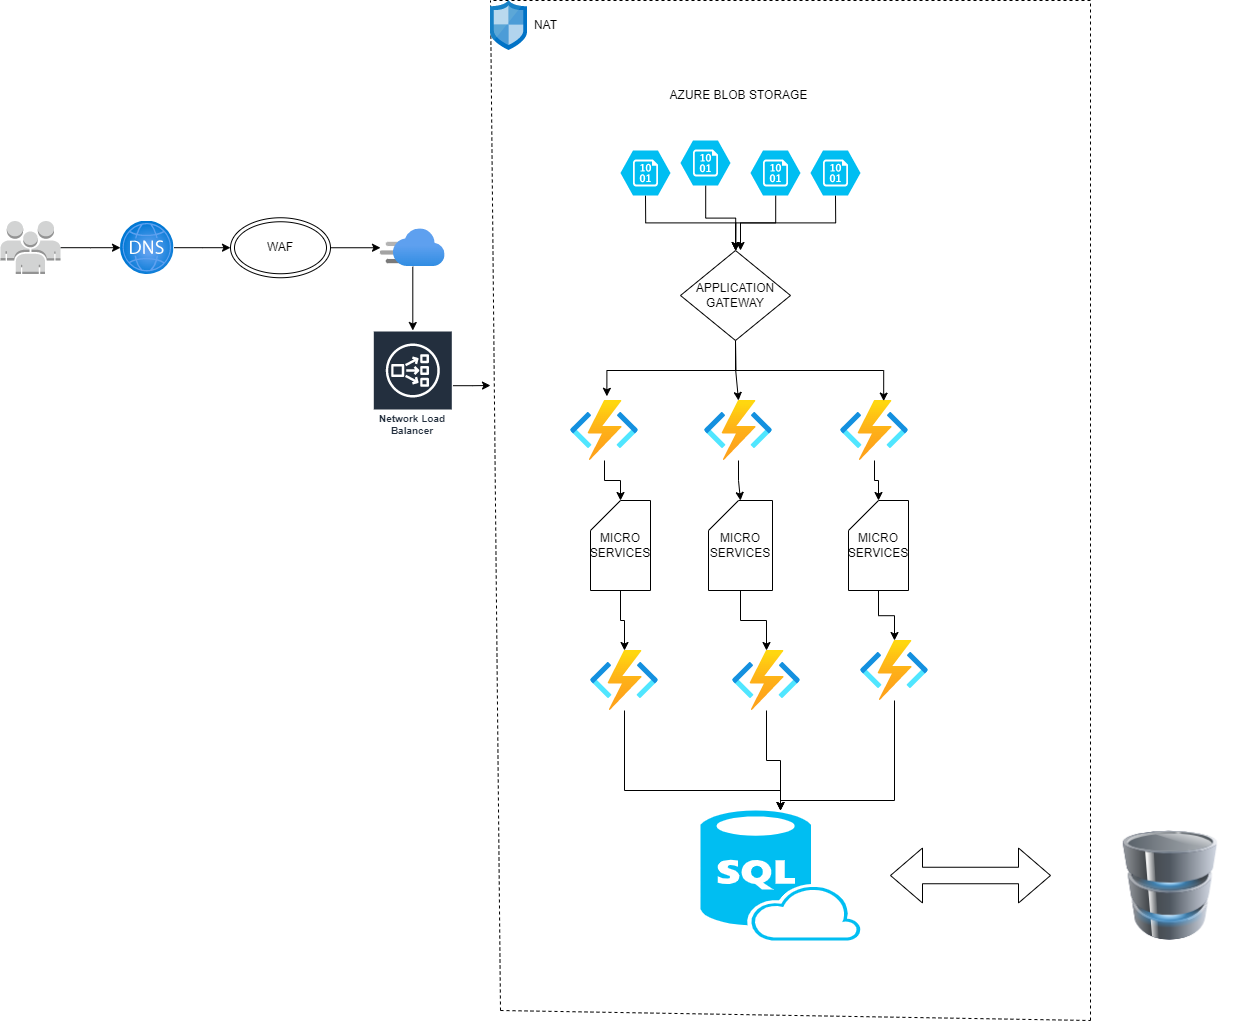 NAT
AZURE BLOB STORAGE
10
01
10
01
10
01
10
01
DNS
WAF
APPLICATION
GATEWAY
Network Load
Balancer
MICRO
SERVICES
MICRO
SERVICES
MICRO
SERVICES
SQL